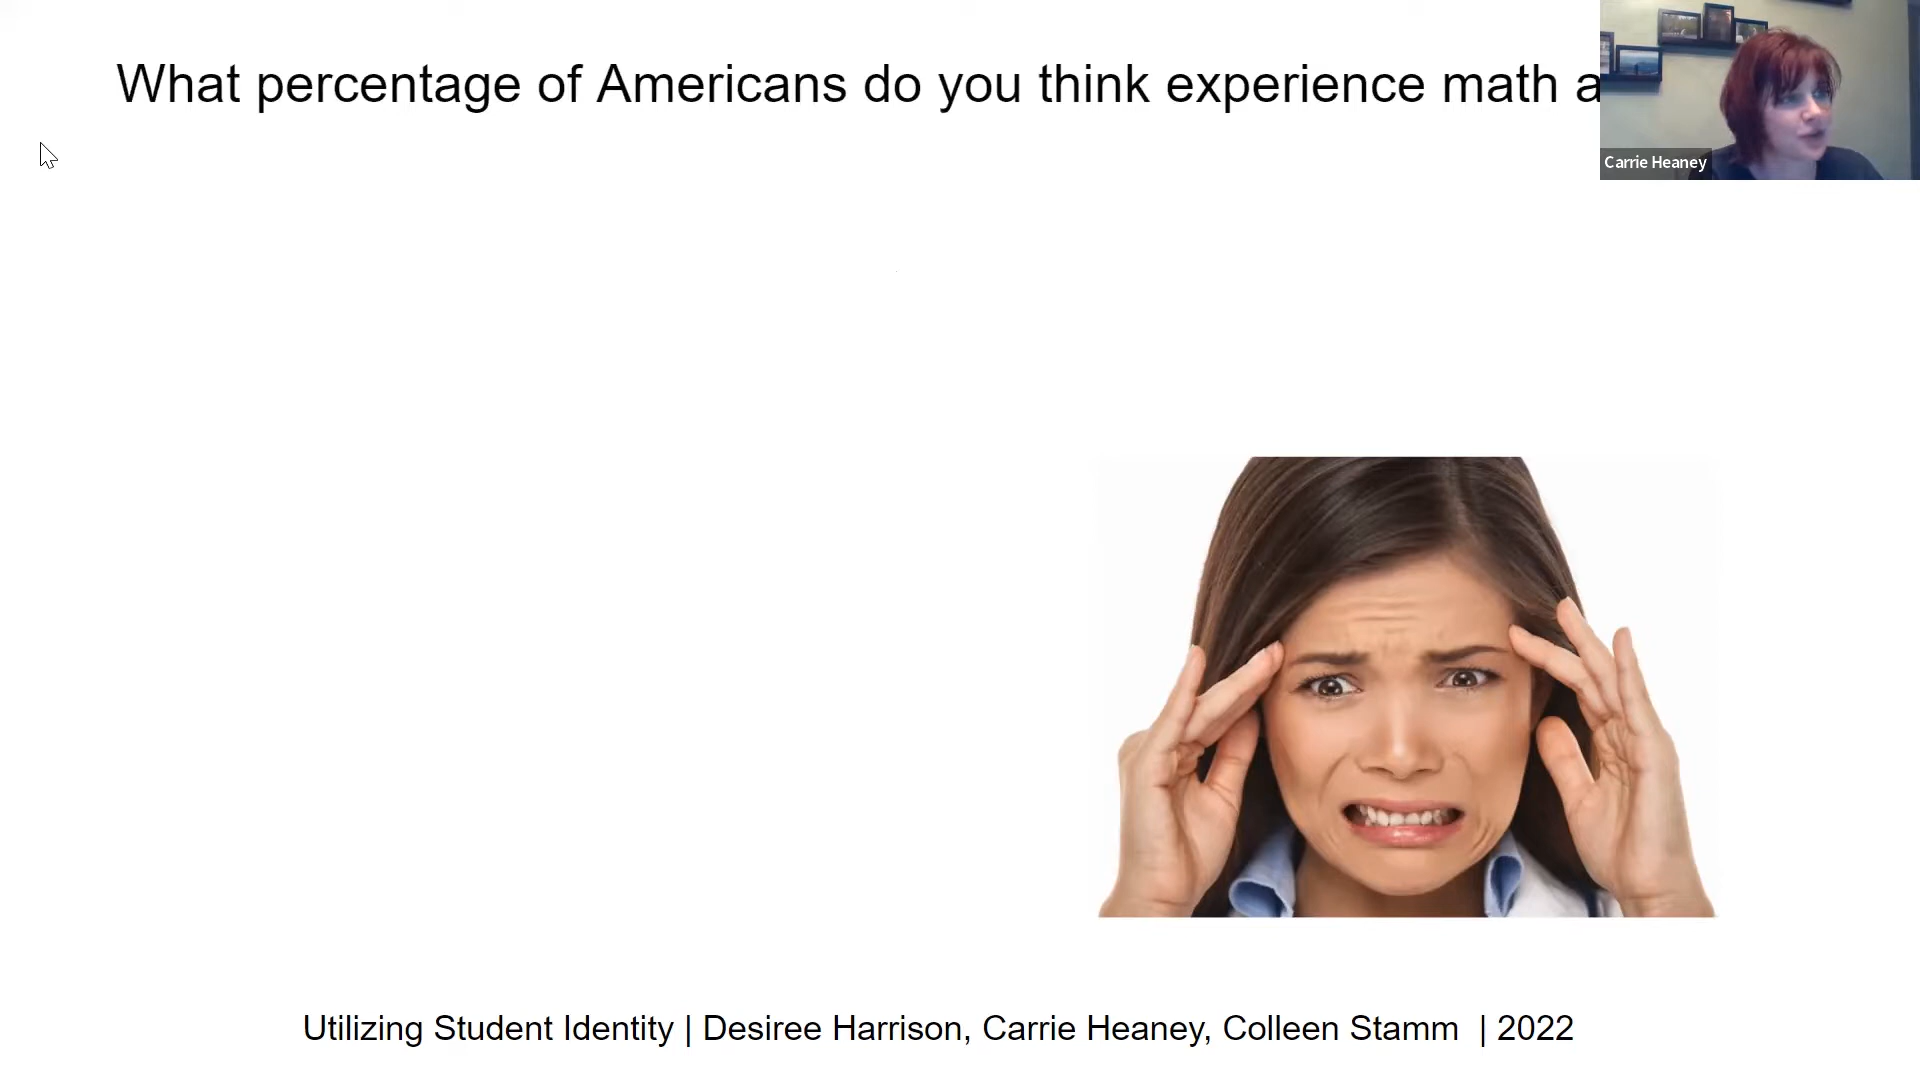 What percentage of Americans do you think experience math a
Carrie Heaney
Utilizing Student Identity | Desiree Harrison, Carrie Heaney, Colleen Stamm | 2022